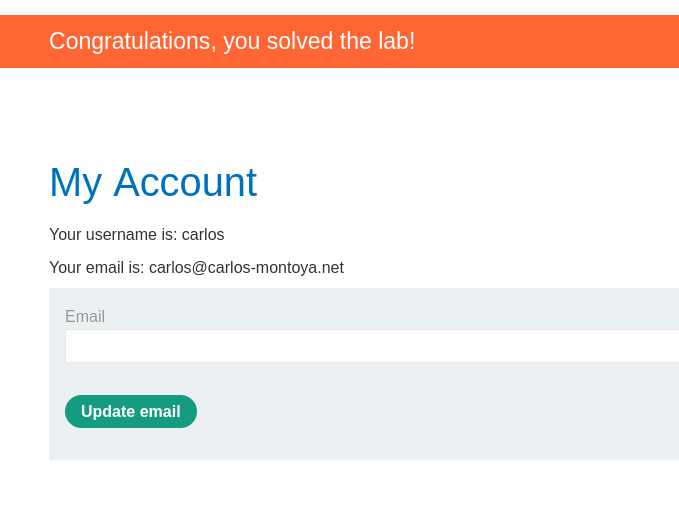 Congratulations, you solved the lab!
My Account
Your username is: carlos
Your email is: carlos@carlos-montoya.net
Email
Update email